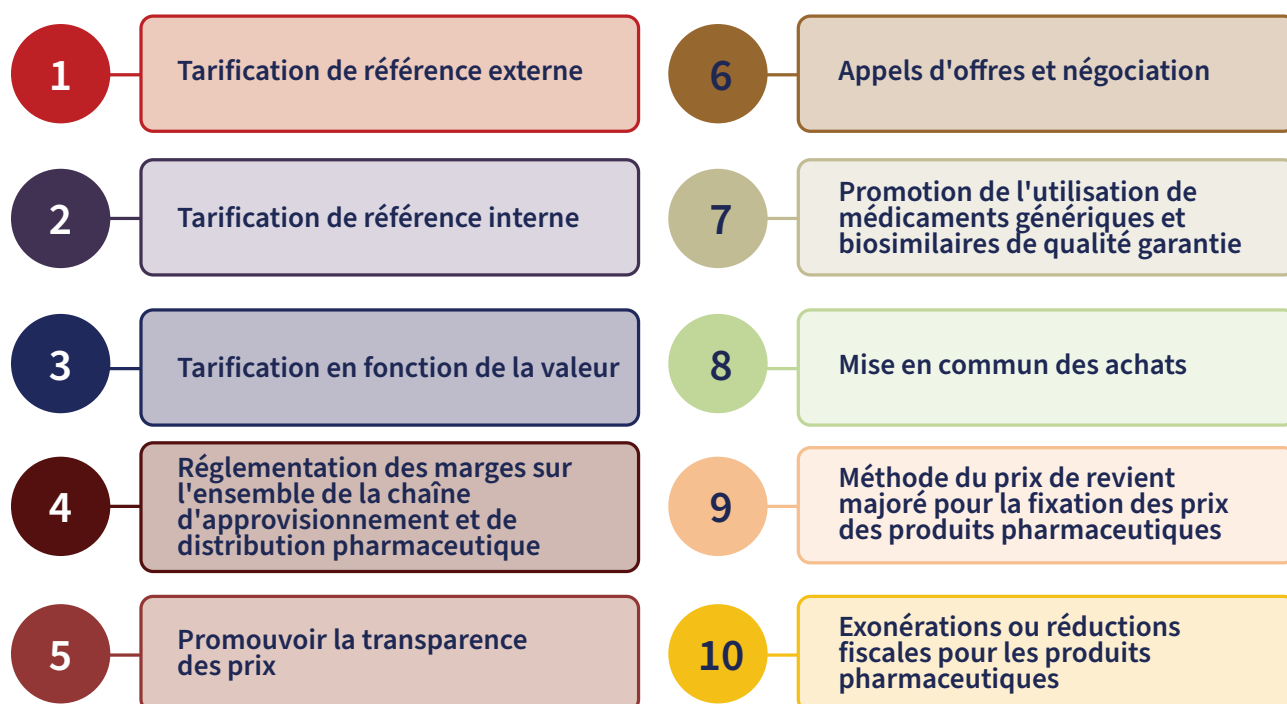 1
Tarification de référence externe
2
Tarification de référence interne
3
Tarification en fonction de la valeur
4
Réglementation des marges sur
l'ensemble de la chaîne
d'approvisionnement et de
distribution pharmaceutique
5
Promouvoir la transparence
des prix
6
Appels d'offres et négociation
7
Promotion de l'utilisation de
médicaments génériques et
biosimilaires de qualité garantie
8
Mise en commun des achats
9
Méthode du prix de revient
majoré pour la fixation des prix
des produits pharmaceutiques
10
Exonérations ou réductions
fiscales pour les produits
pharmaceutiques